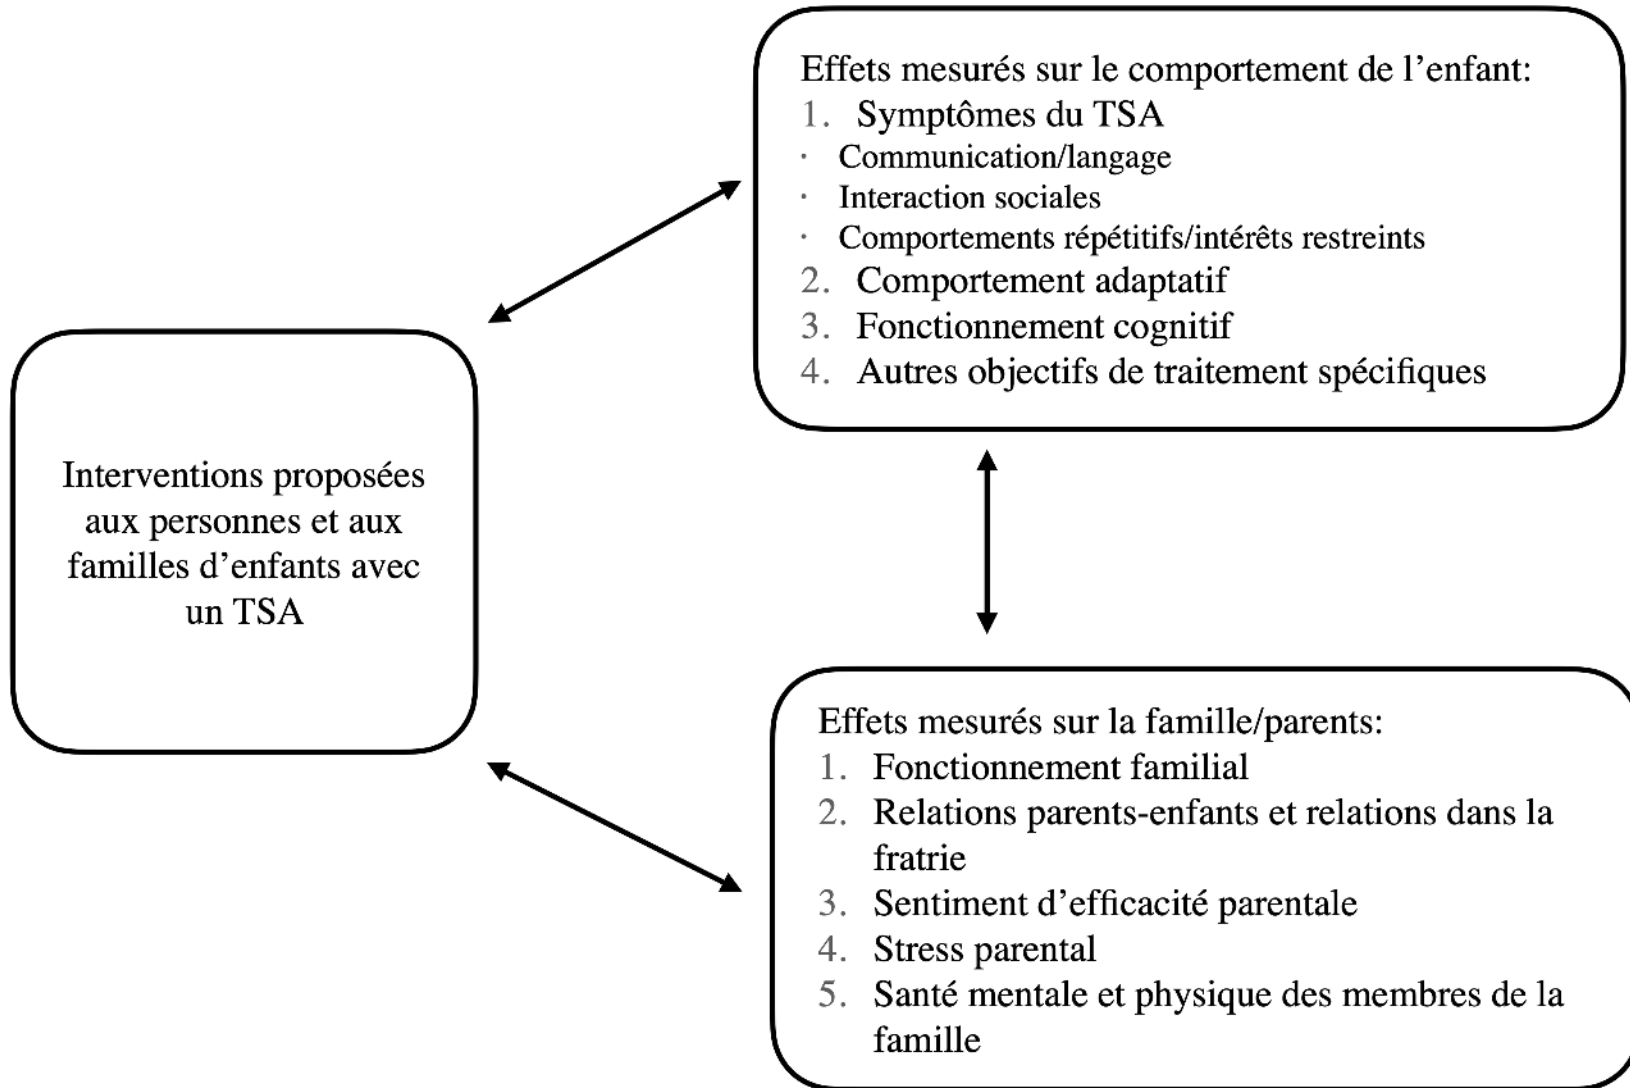 Effets mesurés sur le comportement de l’enfant:
1. Symptômes du TSA
· Communication/langage
· Interaction sociales
· Comportements répétitifs/intérêts restreints
2. Comportement adaptatif
3. Fonctionnement cognitif
4. Autres objectifs de traitement spécifiques
Interventions proposées
aux personnes et aux
familles d’enfants avec
un TSA
Effets mesurés sur la famille/parents:
1. Fonctionnement familial
2. Relations parents-enfants et relations dans la
fratrie
3. Sentiment d’efficacité parentale
4. Stress parental
5. Santé mentale et physique des membres de la
famille